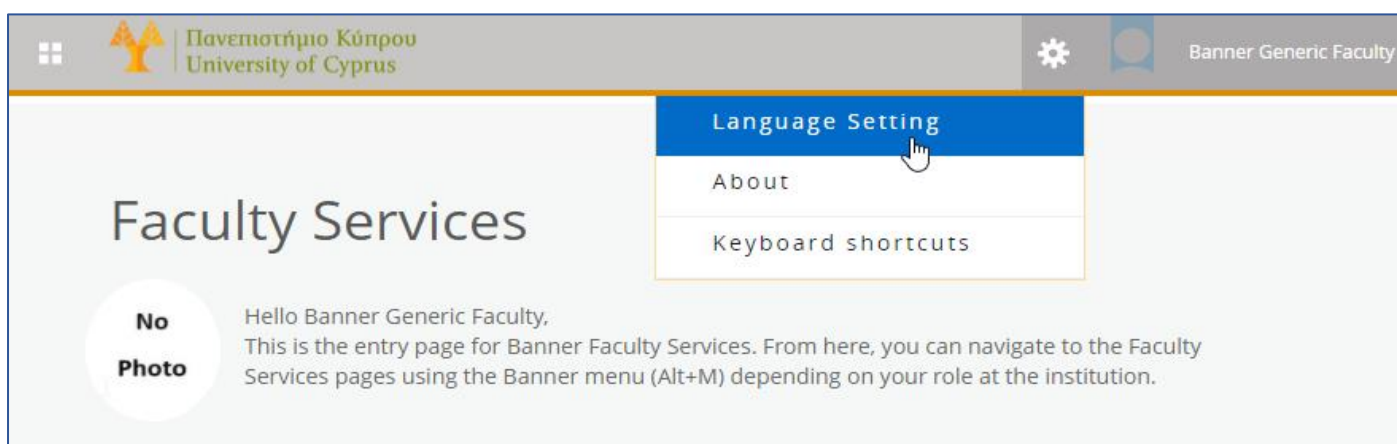 Πανεπιστήμιο Κύπρου
University of Cyprus
Banner Generic Faculty
Language Setting
About
Keyboard shortcuts
Faculty Services
No
Photo
Hello Banner Generic Faculty,
This is the entry page for Banner Faculty Services. From here, you can navigate to the Faculty
Services pages using the Banner menu (Alt+M) depending on your role at the institution.